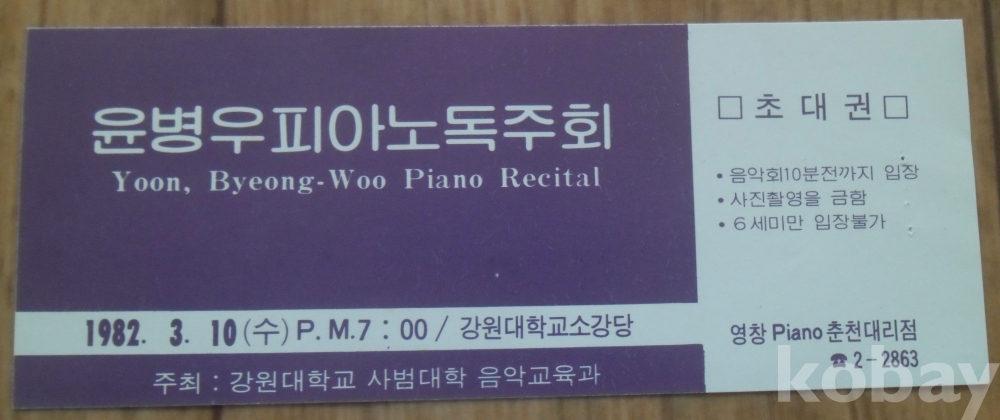 윤병우피아노독주회
Yoon, Byeong-Woo Piano Recital
1982. 3. 10 (수) P. M. 7 : 00 / 강원대학교소강당
주최 : 강원대학교 사범대학 음악교육과
□ 초 대 권 □
• 음악회10분전까지 입장
• 사진촬영을 금함
• 6세미만 입장불가
영창 Piano 춘천대리점
☎ 2-2863
kobay